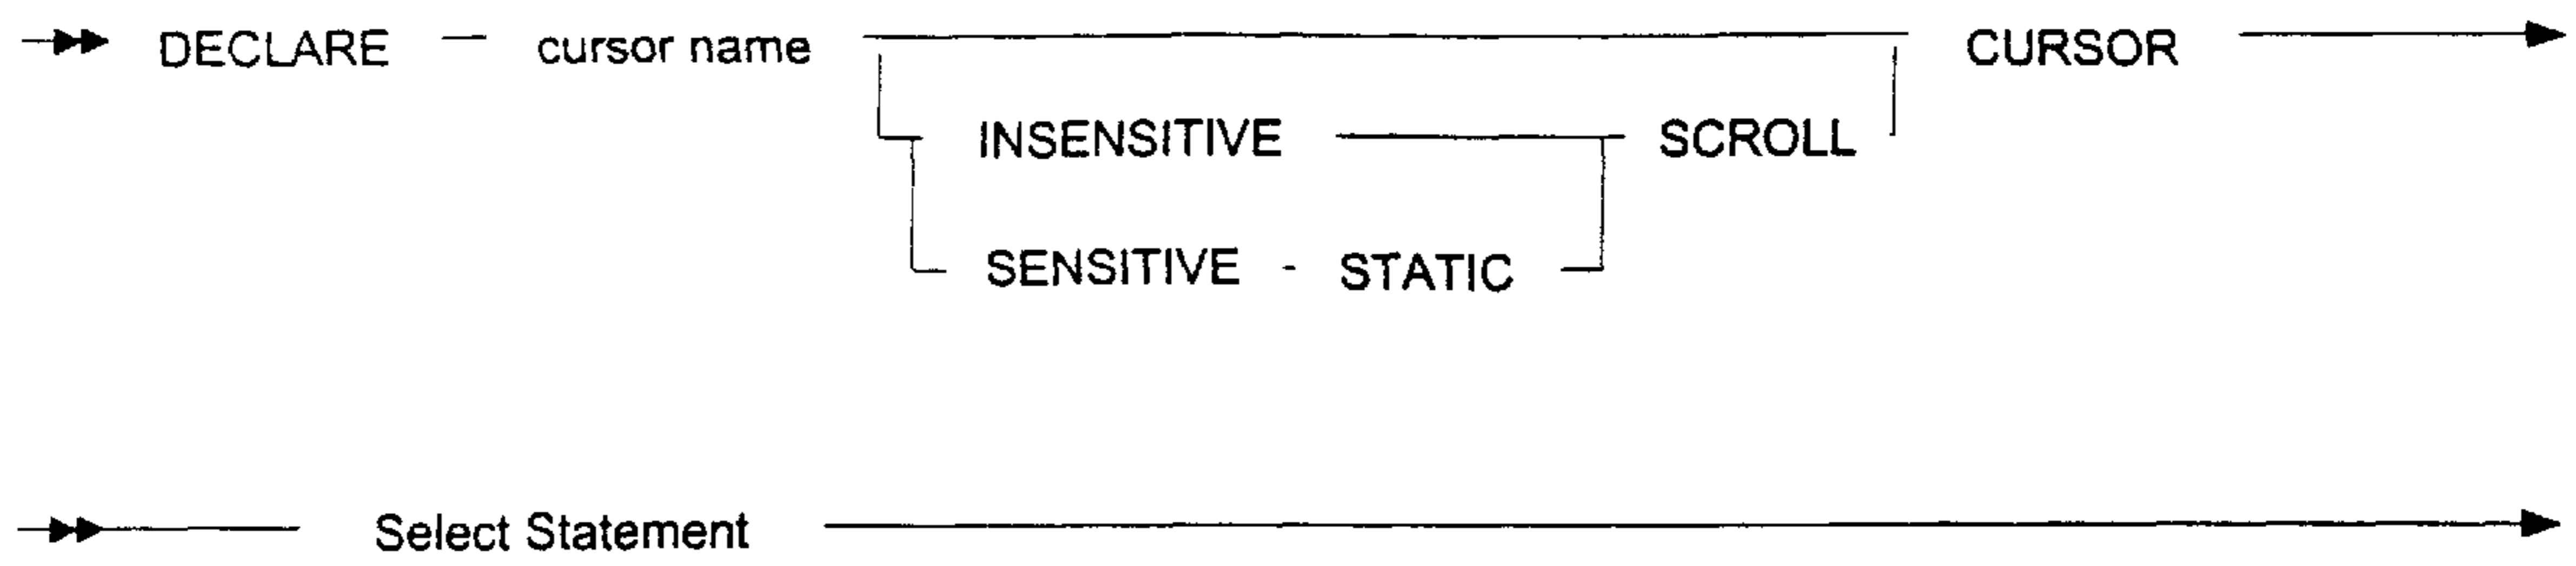 DECLARE cursor name CURSOR
INSENSITIVE SCROLL
SENSITIVE - STATIC
Select Statement